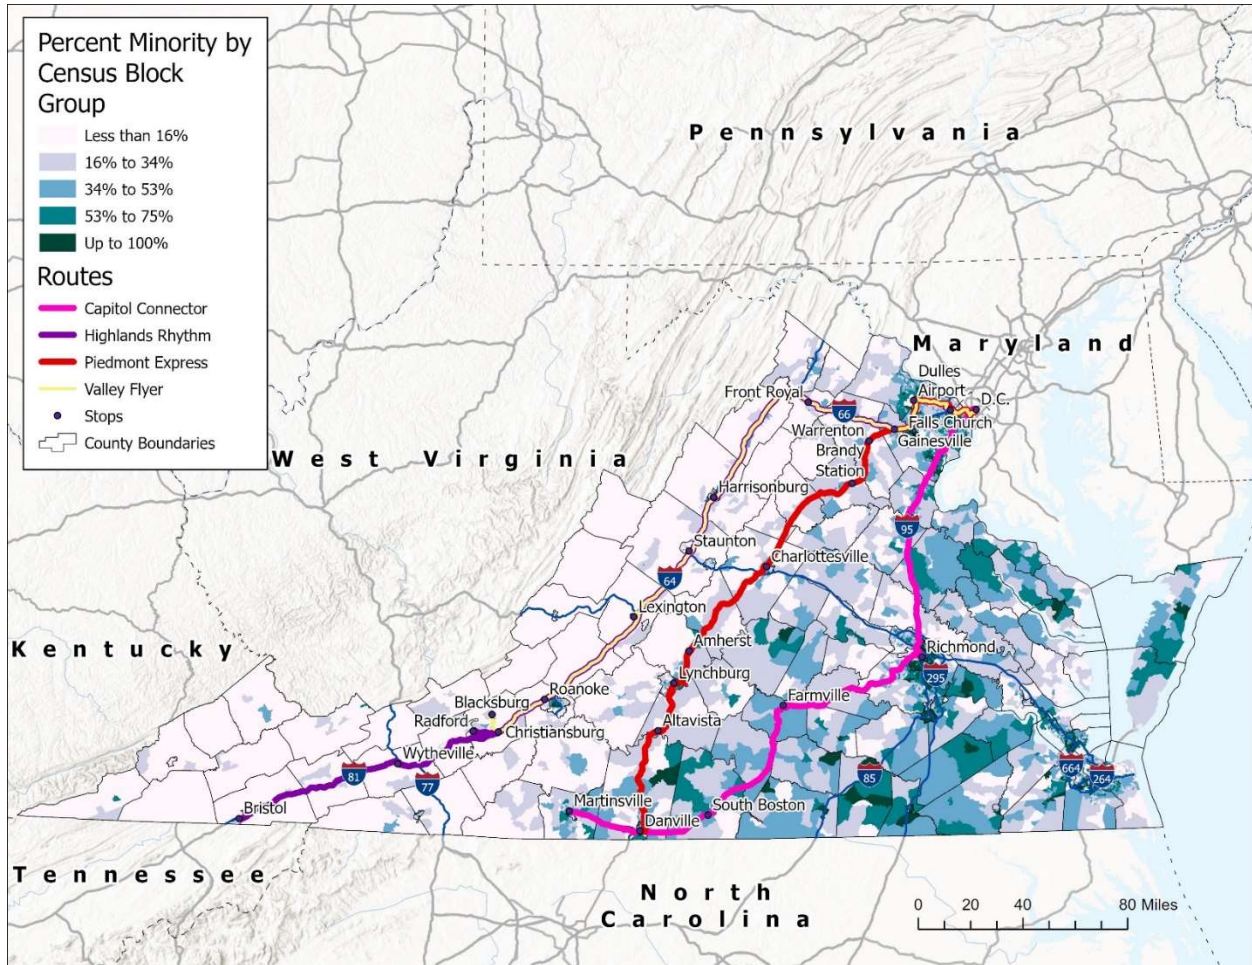 Percent Minority by
Census Block
Group
Less than 16%
16% to 34%
34% to 53%
53% to 75%
Up to 100%
Routes
Capitol Connector
Highlands Rhythm
Piedmont Express
Valley Flyer
Stops
County Boundaries
Pennsylvania
Maryland
Dulles
Airport
D.C.
Front Royal
66
Falls Church
Warrenton
Gainesville
Brandy
Station
West Virginia
Harrisonburg
95
Staunton
Charlottesville
64
Lexington
Kentucky
Amherst
Richmond
Lynchburg
295
Roanoke
Blacksburg
Farmville
Radford
Christiansburg
Altavista
Wytheville
81
77
85
664
264
Martinsville
South Boston
Bristol
Danville
Tennessee
North
Carolina
0 20 40 80 Miles